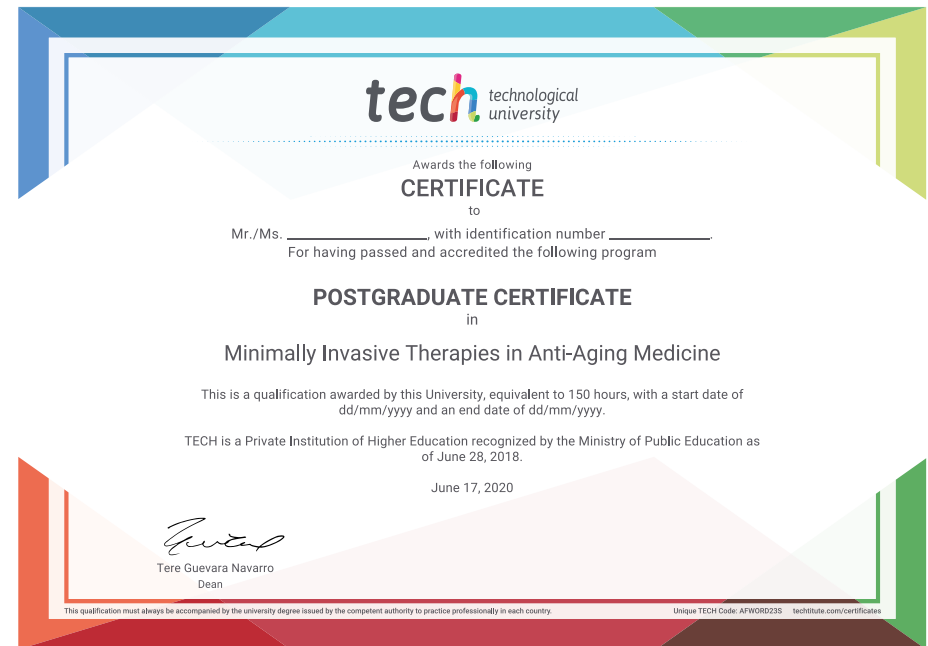 tech technological
university
Awards the following
CERTIFICATE
to
Mr./Ms. ____________________, with identification number ______________.
For having passed and accredited the following program
POSTGRADUATE CERTIFICATE
in
Minimally Invasive Therapies in Anti-Aging Medicine
This is a qualification awarded by this University, equivalent to 150 hours, with a start date of
dd/mm/yyyy and an end date of dd/mm/yyyy.
TECH is a Private Institution of Higher Education recognized by the Ministry of Public Education as
of June 28, 2018.
June 17, 2020
Tere Guevara Navarro
Dean
This qualification must always be accompanied by the university degree issued by the competent authority to practice professionally in each country.
Unique TECH Code: AFWORD23S techtitute.com/certificates